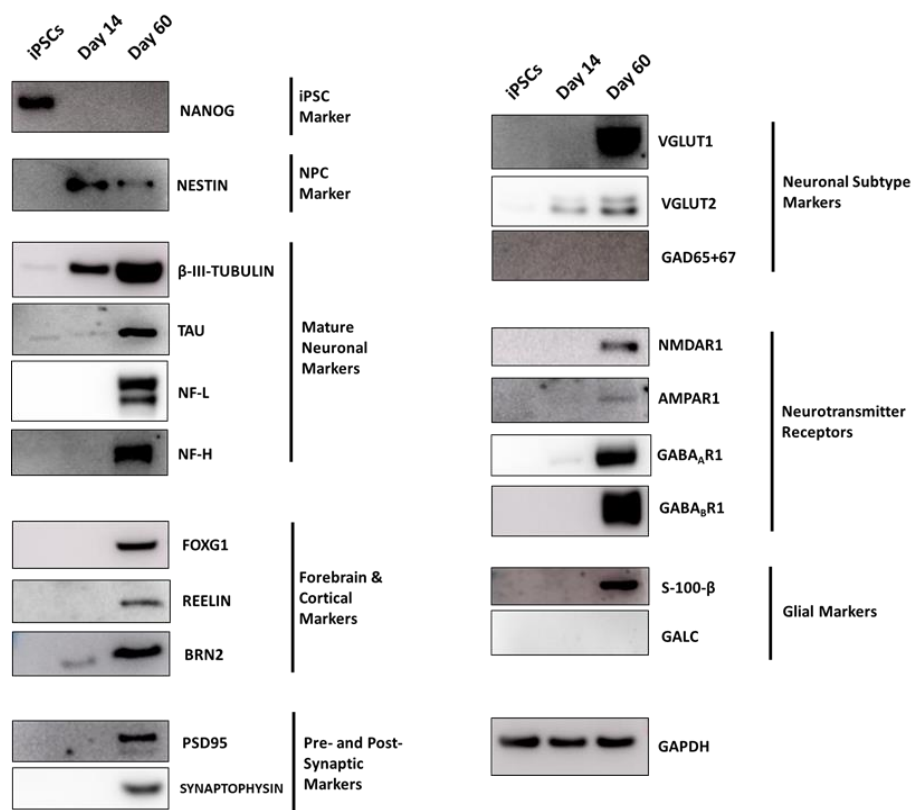 iPSCs
Day 14
Day 60
NANOG
iPSC
Marker
NESTIN
NPC
Marker
β-III-TUBULIN
TAU
NF-L
NF-H
Mature
Neuronal
Markers
FOXG1
REELIN
BRN2
Forebrain &
Cortical
Markers
PSD95
SYNAPTOPHYSIN
Pre- and Post-
Synaptic
Markers
iPSCs
Day 14
Day 60
VGLUT1
VGLUT2
GAD65+67
Neuronal Subtype
Markers
NMDAR1
AMPAR1
GABAAR1
GABABR1
Neurotransmitter
Receptors
S-100-β
GALC
Glial Markers
GAPDH